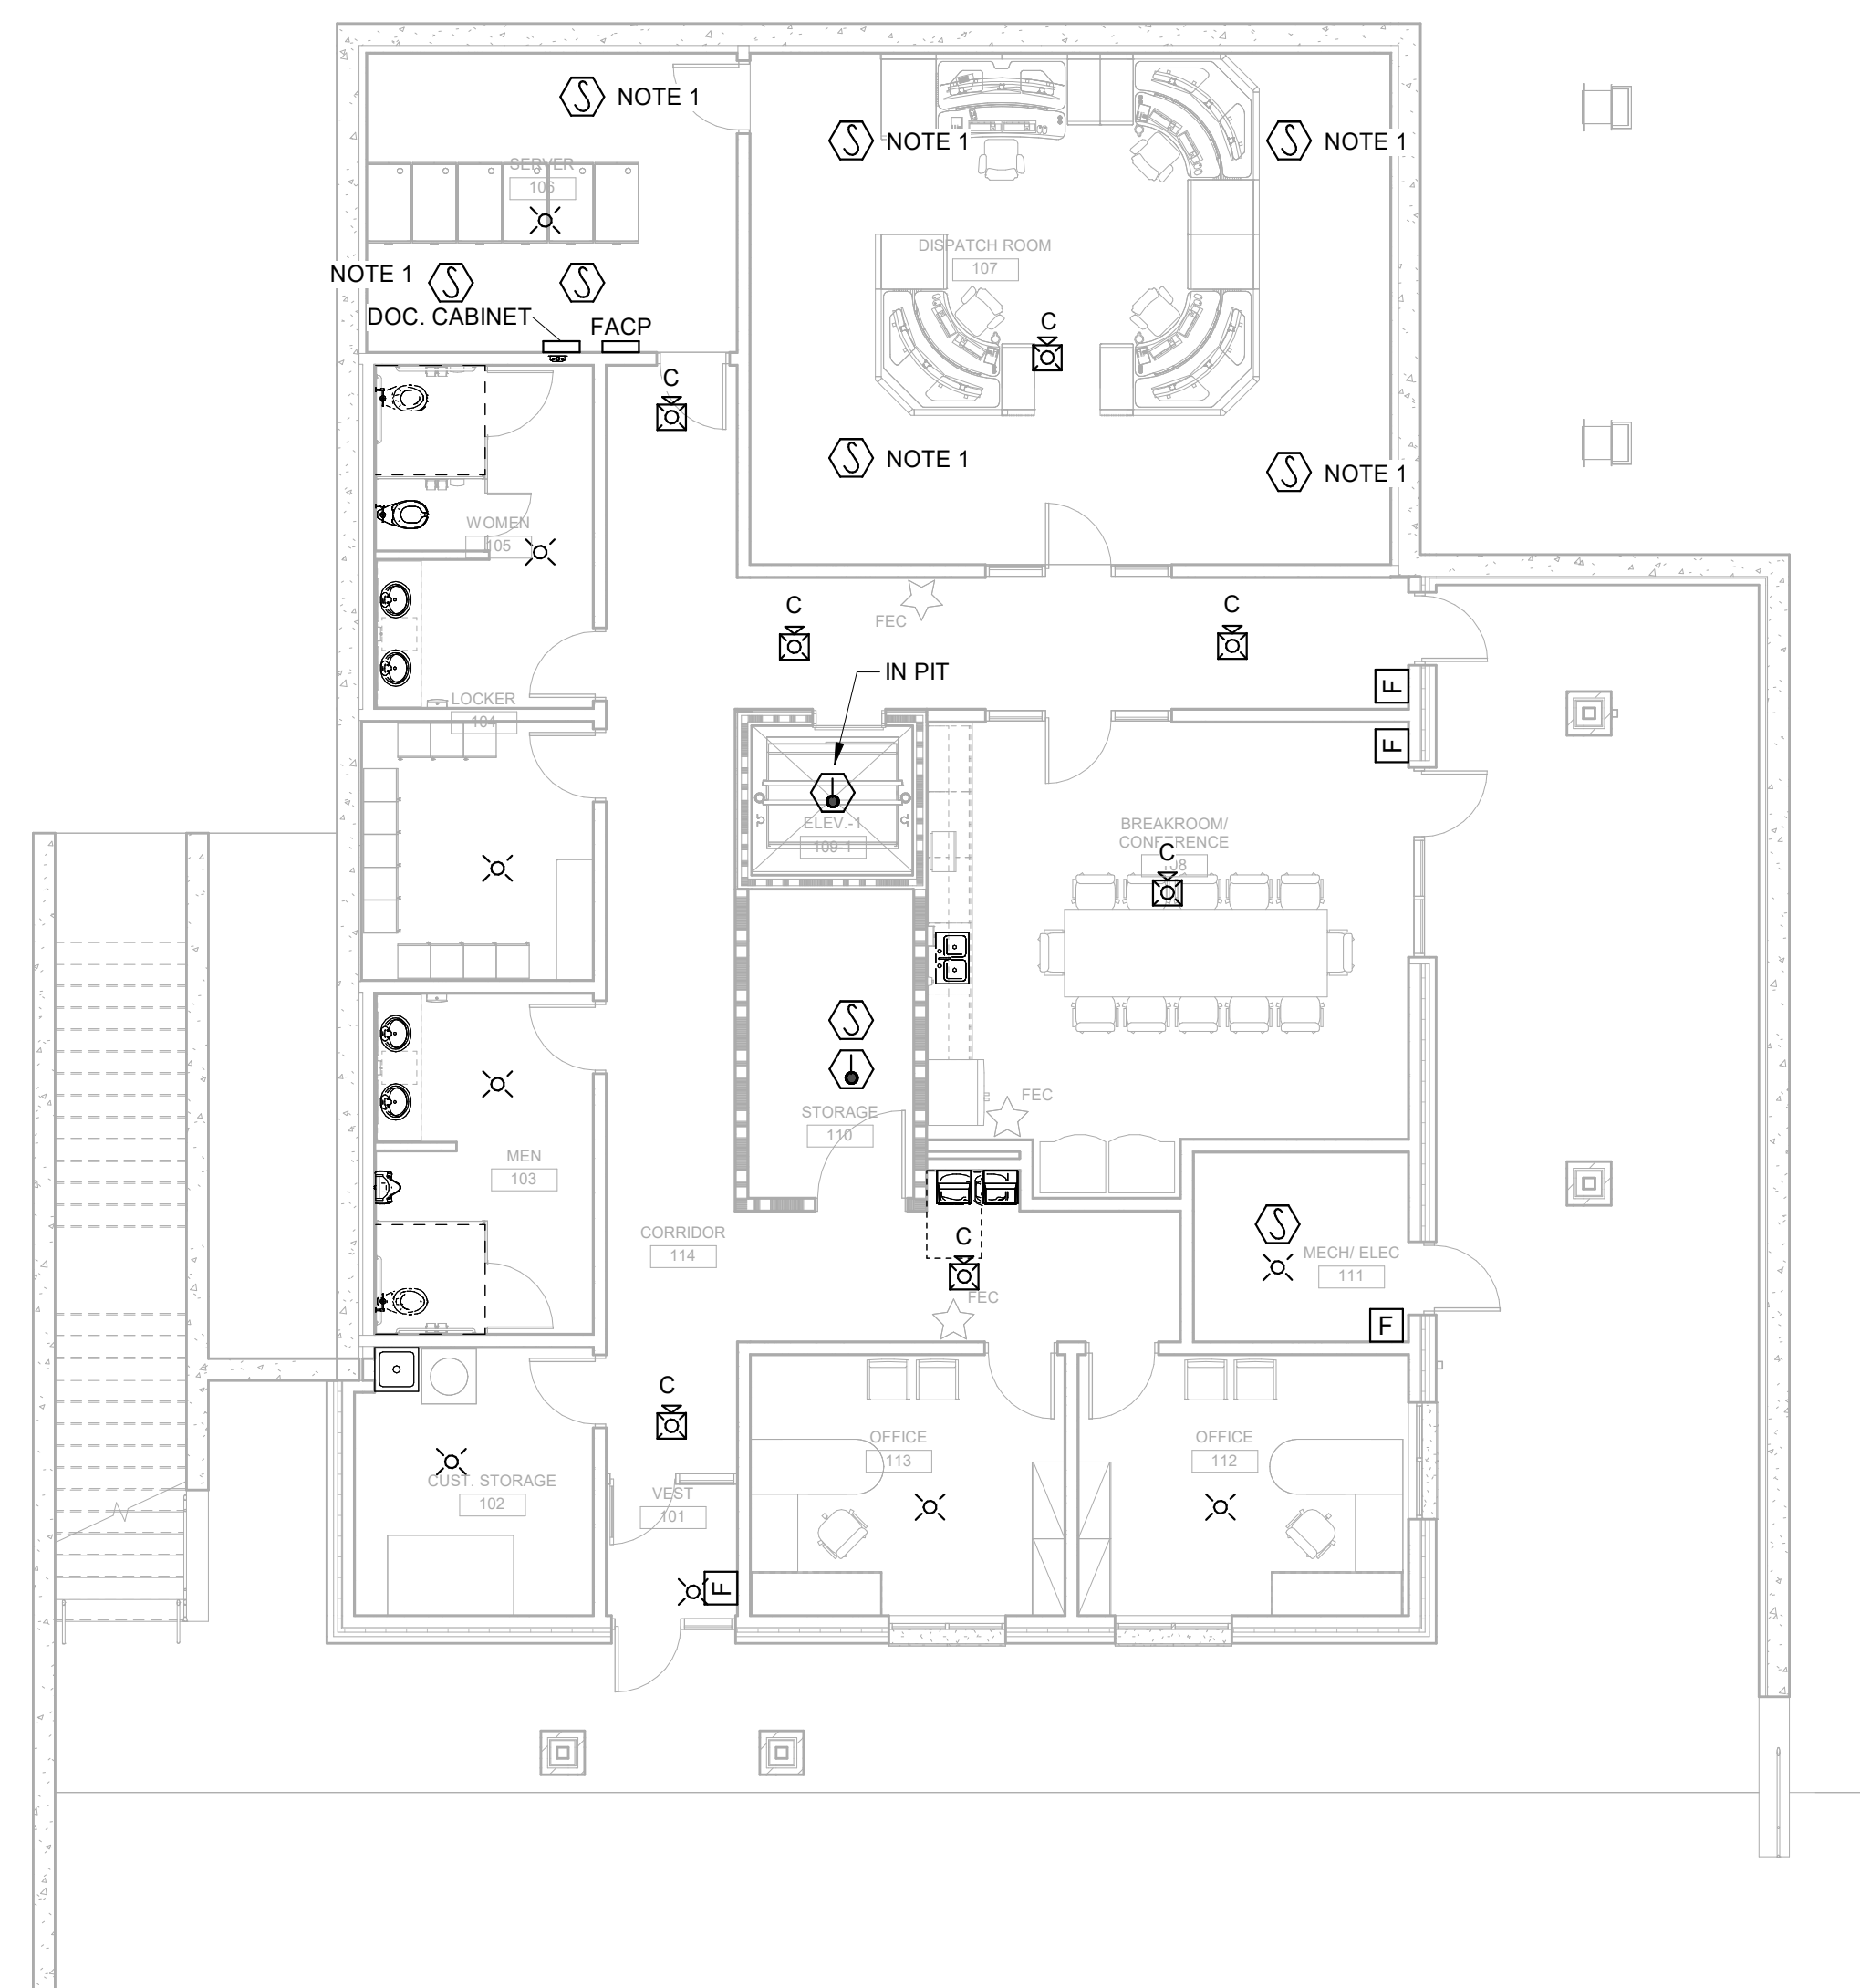 NOTE 1
NOTE 1
NOTE 1
SERVER
106
DISPATCH ROOM
107
NOTE 1
DOC. CABINET
FACP
C
C
NOTE 1
NOTE 1
WOMEN
105
C
C
FEC
IN PIT
F
LOCKER
104
F
ELEV.-1
109-1
BREAKROOM/
CONFERENCE
108
C
STORAGE
110
FEC
MEN
103
CORRIDOR
114
C
MECH/ ELEC
111
FEC
F
C
OFFICE
113
OFFICE
112
CUST. STORAGE
102
VEST
101
F